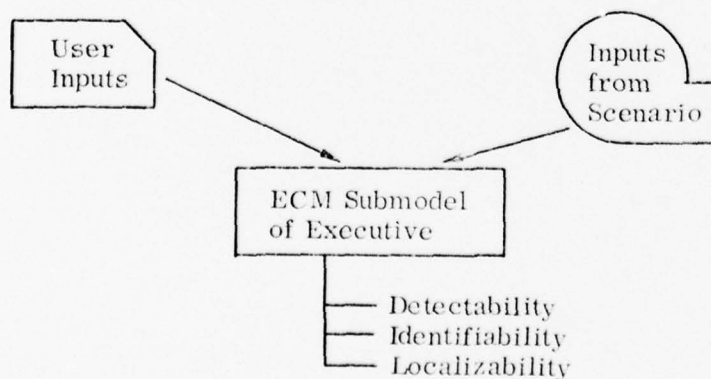 User
Inputs
Inputs
from
Scenario
ECM Submodel
of Executive
Detectability
Identifiability
Localizability